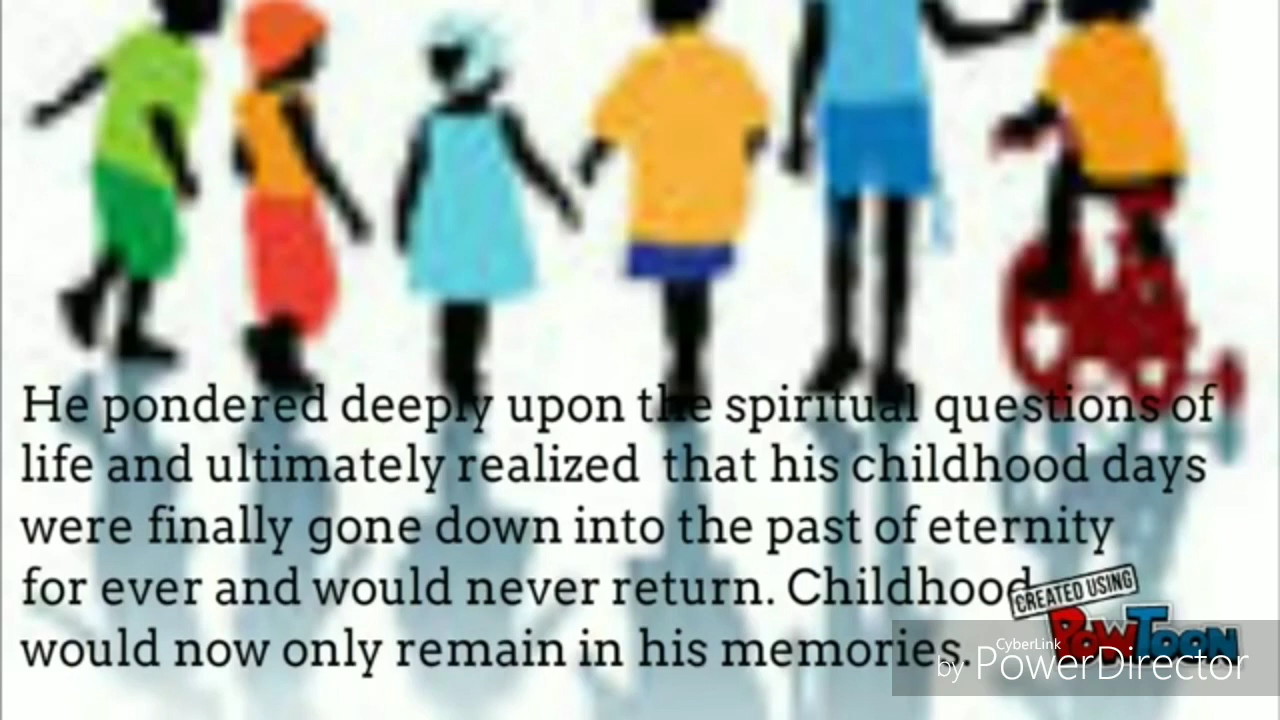 He pondered deeply upon the spiritual questions of
life and ultimately realized that his childhood days
were finally gone down into the past of eternity
for ever and would never return. Childhood
would now only remain in his memories.
CREATED USING
POWTOON
CyberLink
by PowerDirector